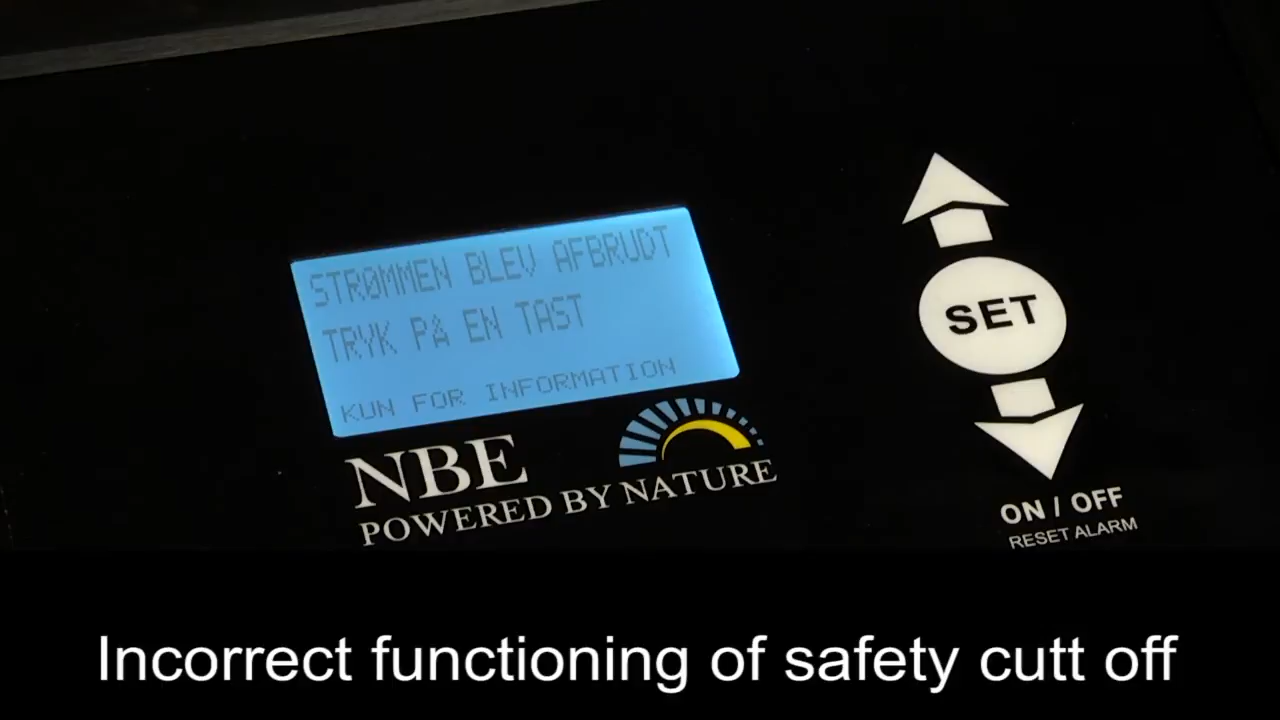 STRØMMEN BLEV AFBRUDT
TRYK PÅ EN TAST
KUN FOR INFORMATION
NBE
POWERED BY NATURE
SET
ON / OFF
RESET ALARM
Incorrect functioning of safety cutt off